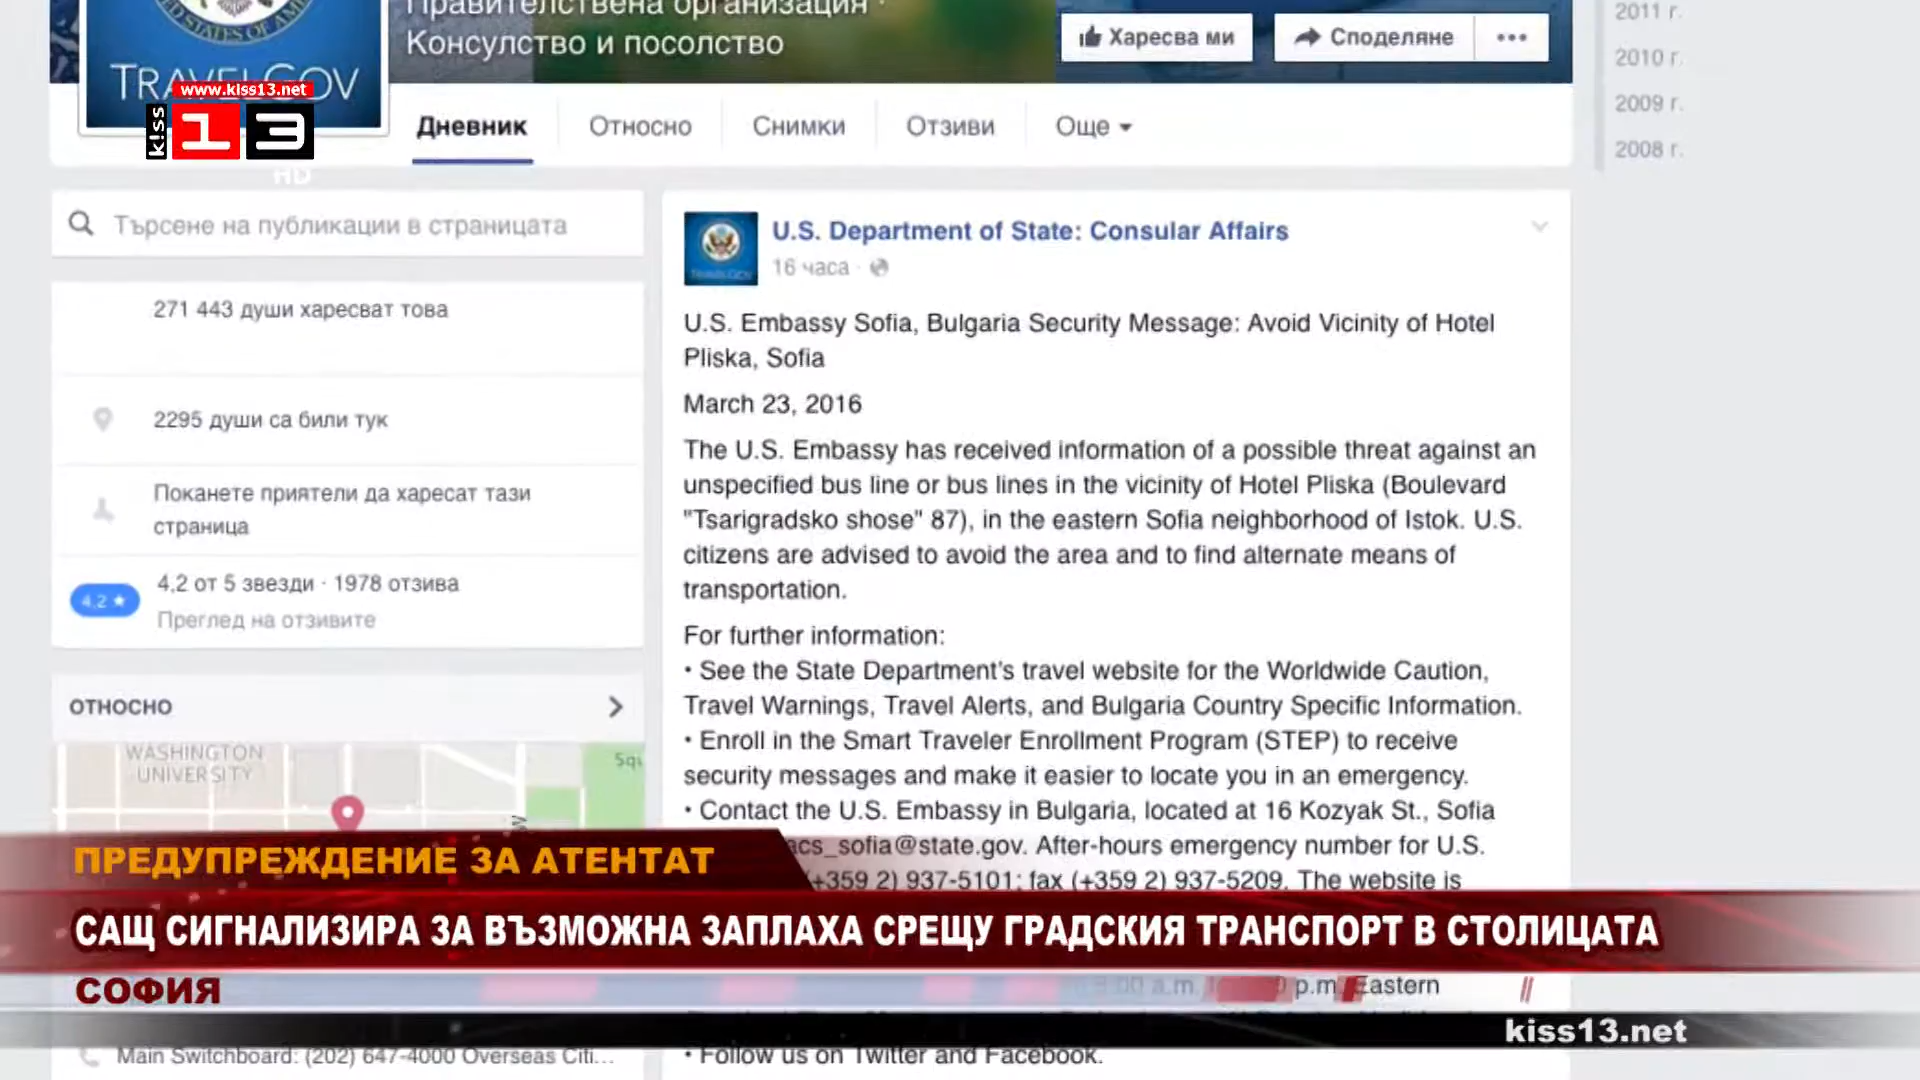 Правителствена организация ·
Консулство и посолство
Харесва ми
Споделяне
2011 г.
2010 г.
2009 г.
2008 г.
TRAVELGOV
www.kiss13.net
kiss
13
HD
Дневник
Относно
Снимки
Отзиви
Още
Търсене на публикации в страницата
271 443 души харесват това
2295 души са били тук
Поканете приятели да харесат тази
страница
4,2 ★
4,2 от 5 звезди · 1978 отзива
Преглед на отзивите
ОТНОСНО
WASHINGTON
UNIVERSITY
U.S. Department of State: Consular Affairs
16 часа ·
U.S. Embassy Sofia, Bulgaria Security Message: Avoid Vicinity of Hotel
Pliska, Sofia
March 23, 2016
The U.S. Embassy has received information of a possible threat against an
unspecified bus line or bus lines in the vicinity of Hotel Pliska (Boulevard
"Tsarigradsko shose" 87), in the eastern Sofia neighborhood of Istok. U.S.
citizens are advised to avoid the area and to find alternate means of
transportation.
For further information:
• See the State Department's travel website for the Worldwide Caution,
Travel Warnings, Travel Alerts, and Bulgaria Country Specific Information.
• Enroll in the Smart Traveler Enrollment Program (STEP) to receive
security messages and make it easier to locate you in an emergency.
• Contact the U.S. Embassy in Bulgaria, located at 16 Kozyak St., Sofia
acs_sofia@state.gov. After-hours emergency number for U.S.
(+359 2) 937-5101; fax (+359 2) 937-5209. The website is
ПРЕДУПРЕЖДЕНИЕ ЗА АТЕНТАТ
САЩ СИГНАЛИЗИРА ЗА ВЪЗМОЖНА ЗАПЛАХА СРЕЩУ ГРАДСКИЯ ТРАНСПОРТ В СТОЛИЦАТА
СОФИЯ
a.m.
p.m. Eastern
kiss13.net
Main Switchboard: (202) 647-4000 Overseas Citi...
• Follow us on Twitter and Facebook.